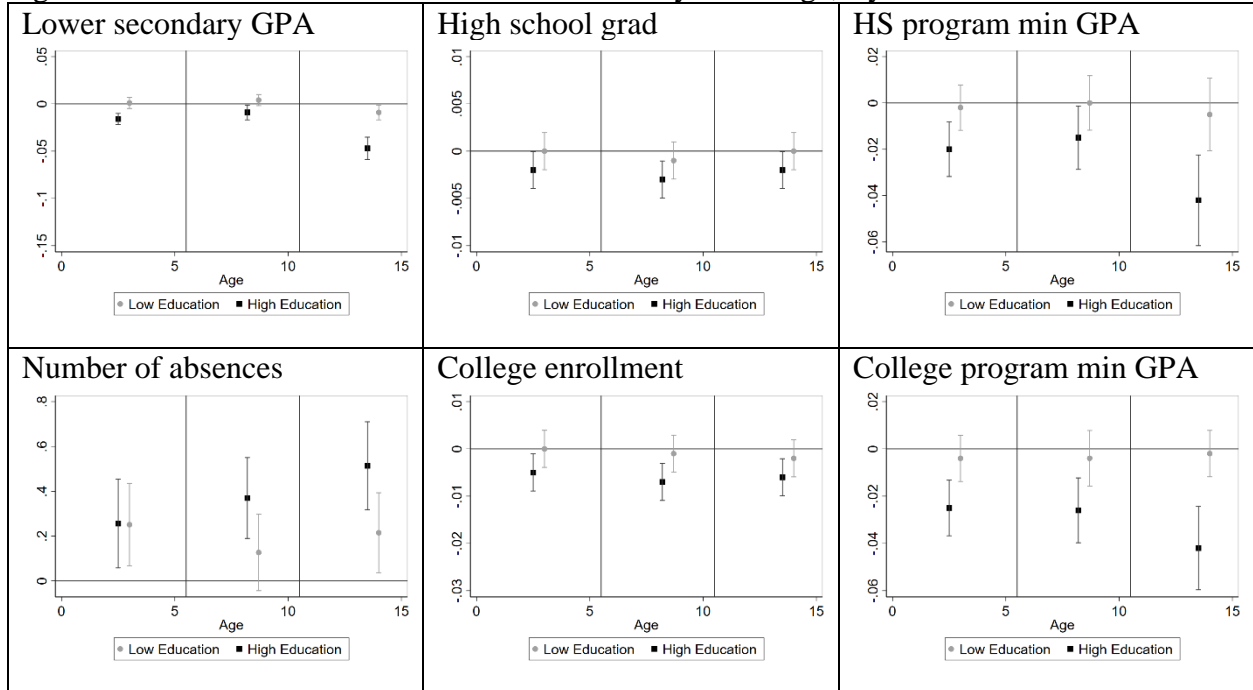 Lower secondary GPA
.05
0
-.05
-.1
-.15
0 5 10 15
Age
Low Education High Education
High school grad
.01
.005
0
-.005
-.01
0 5 10 15
Age
Low Education High Education
HS program min GPA
.02
0
-.02
-.04
-.06
0 5 10 15
Age
Low Education High Education
Number of absences
.8
.6
.4
.2
0
0 5 10 15
Age
Low Education High Education
College enrollment
.01
0
-.01
-.02
-.03
0 5 10 15
Age
Low Education High Education
College program min GPA
.02
0
-.02
-.04
-.06
0 5 10 15
Age
Low Education High Education